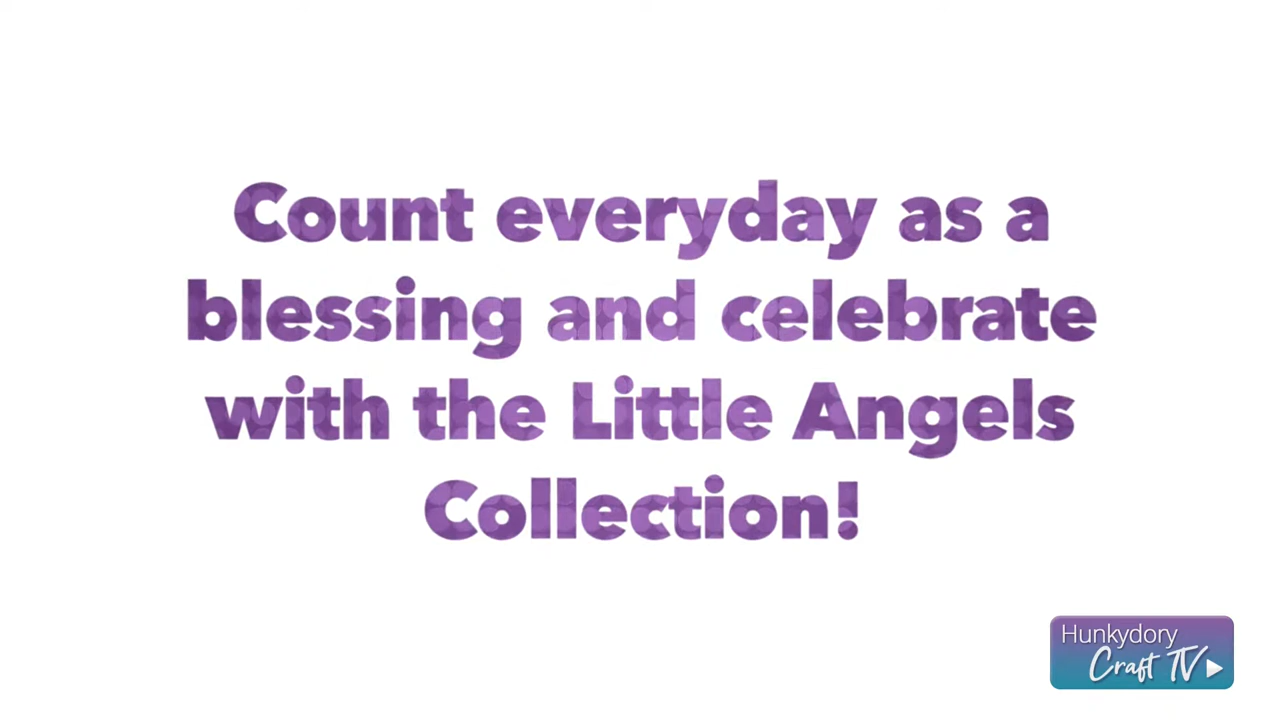 Count everyday as a
blessing and celebrate
with the Little Angels
Collection!
Hunkydory
Craft TV